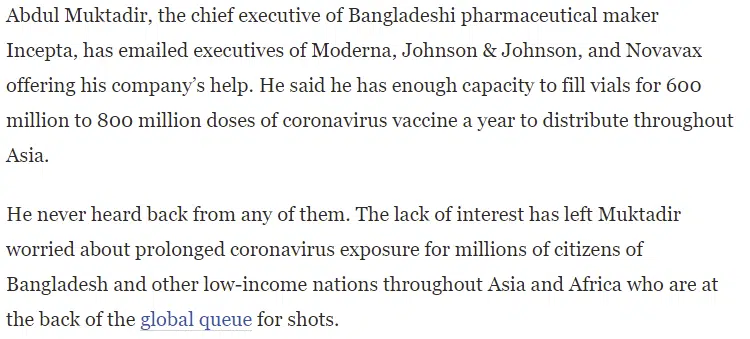 Abdul Muktadir, the chief executive of Bangladeshi pharmaceutical maker
Incepta, has emailed executives of Moderna, Johnson & Johnson, and Novavax
offering his company’s help. He said he has enough capacity to fill vials for 600
million to 800 million doses of coronavirus vaccine a year to distribute throughout
Asia.
He never heard back from any of them. The lack of interest has left Muktadir
worried about prolonged coronavirus exposure for millions of citizens of
Bangladesh and other low-income nations throughout Asia and Africa who are at
the back of the global queue for shots.